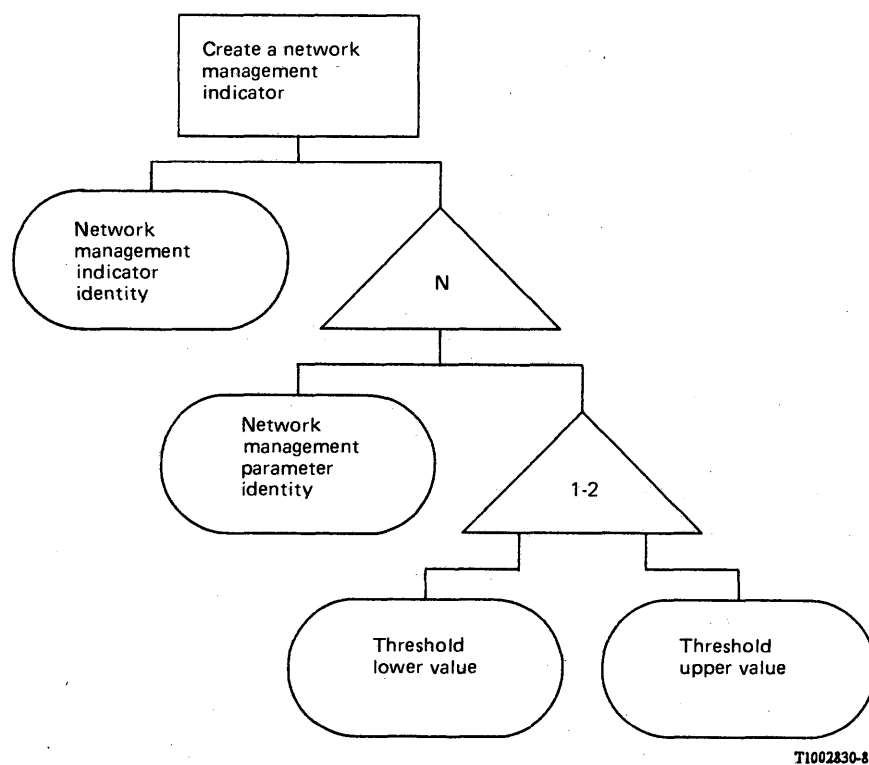 Create a network
management
indicator
Network
management
indicator
identity
N
Network
management
parameter
identity
1-2
Threshold
lower value
Threshold
upper value
T1002830-8